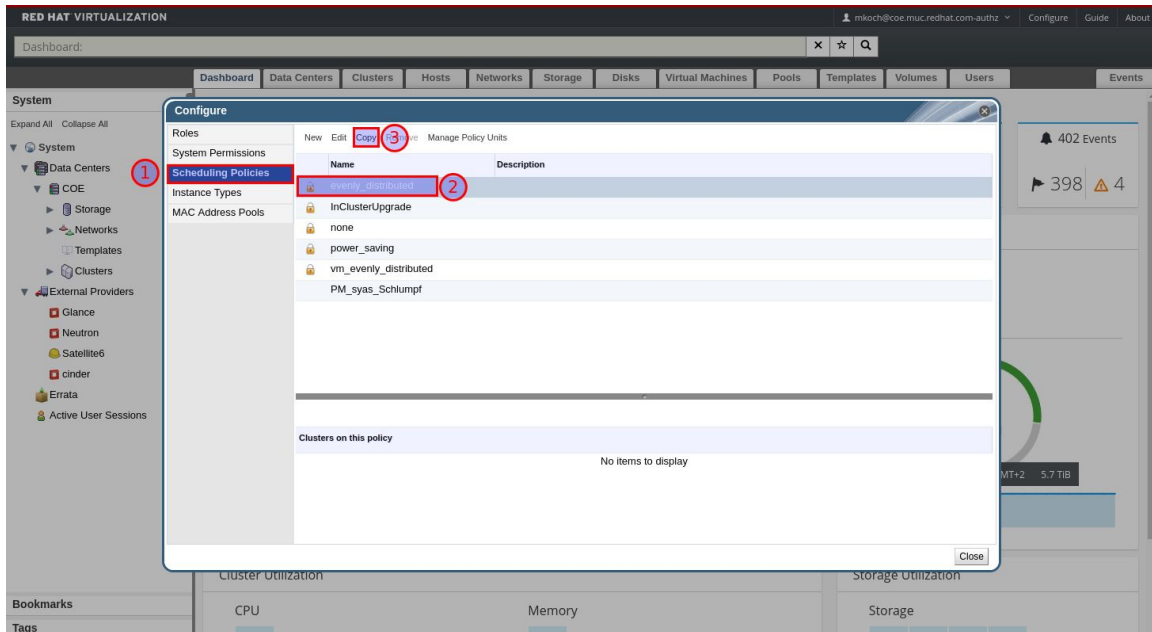 RED HAT VIRTUALIZATION
mkoch@coe.muc.redhat.com-authz
Configure
Guide
About
Dashboard:
Dashboard
Data Centers
Clusters
Hosts
Networks
Storage
Disks
Virtual Machines
Pools
Templates
Volumes
Users
Events
System
Expand All Collapse All
System
Data Centers
COE
Storage
Networks
Templates
Clusters
External Providers
Glance
Neutron
Satellite6
cinder
Errata
Active User Sessions
Bookmarks
Tags
Configure
Roles
System Permissions
1
Scheduling Policies
Instance Types
MAC Address Pools
New Edit Copy 3 Manage Policy Units
Name Description
evenly_distributed 2
InClusterUpgrade
none
power_saving
vm_evenly_distributed
PM_syas_Schlumpf
Clusters on this policy
No items to display
Close
402 Events
398 4
MT+2 5.7 TiB
Cluster Utilization
Storage Utilization
CPU
Memory
Storage